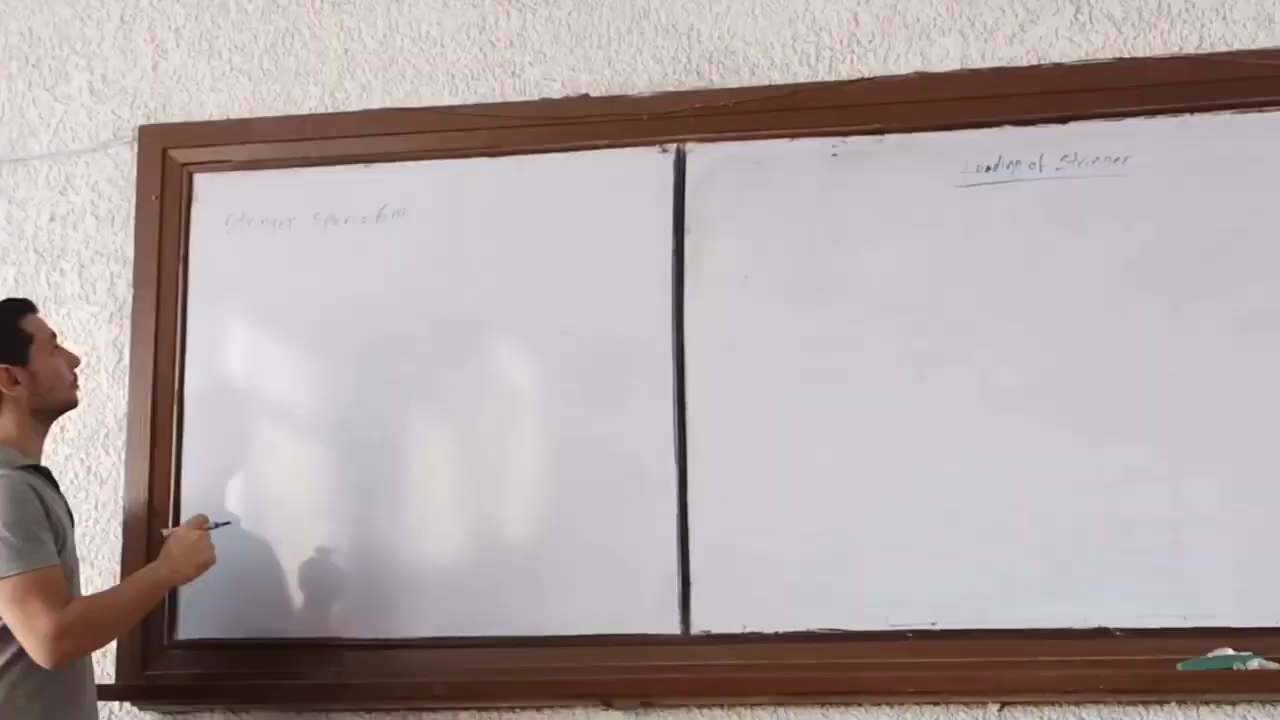 Stringer Span = 6m
Loading of Stringer